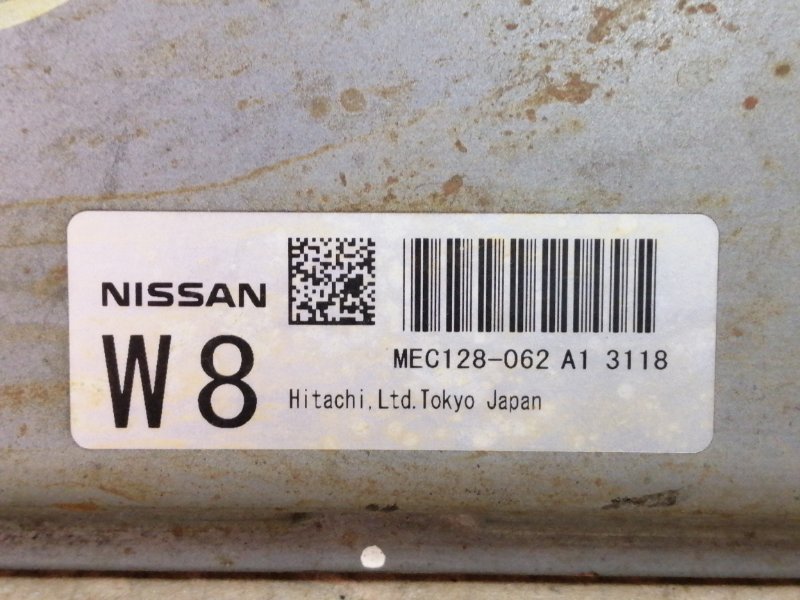 NISSAN
W8
MEC128-062 A1 3118
Hitachi,Ltd.Tokyo Japan